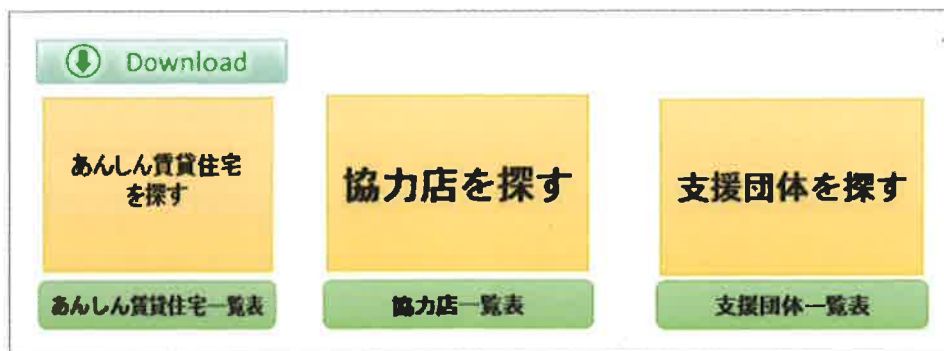 Download
あんしん賃貸住宅
を探す
協力店を探す
支援団体を探す
あんしん賃貸住宅一覧表
協力店一覧表
支援団体一覧表